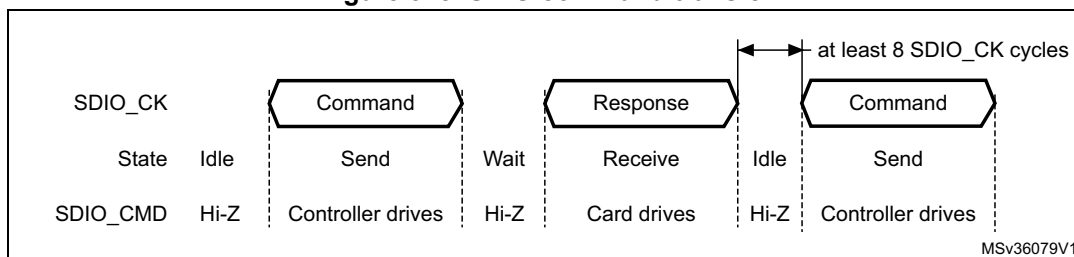 at least 8 SDIO_CK cycles
SDIO_CK Command Response Command
State Idle Send Wait Receive Idle Send
SDIO_CMD Hi-Z Controller drives Hi-Z Card drives Hi-Z Controller drives
MSv36079V1